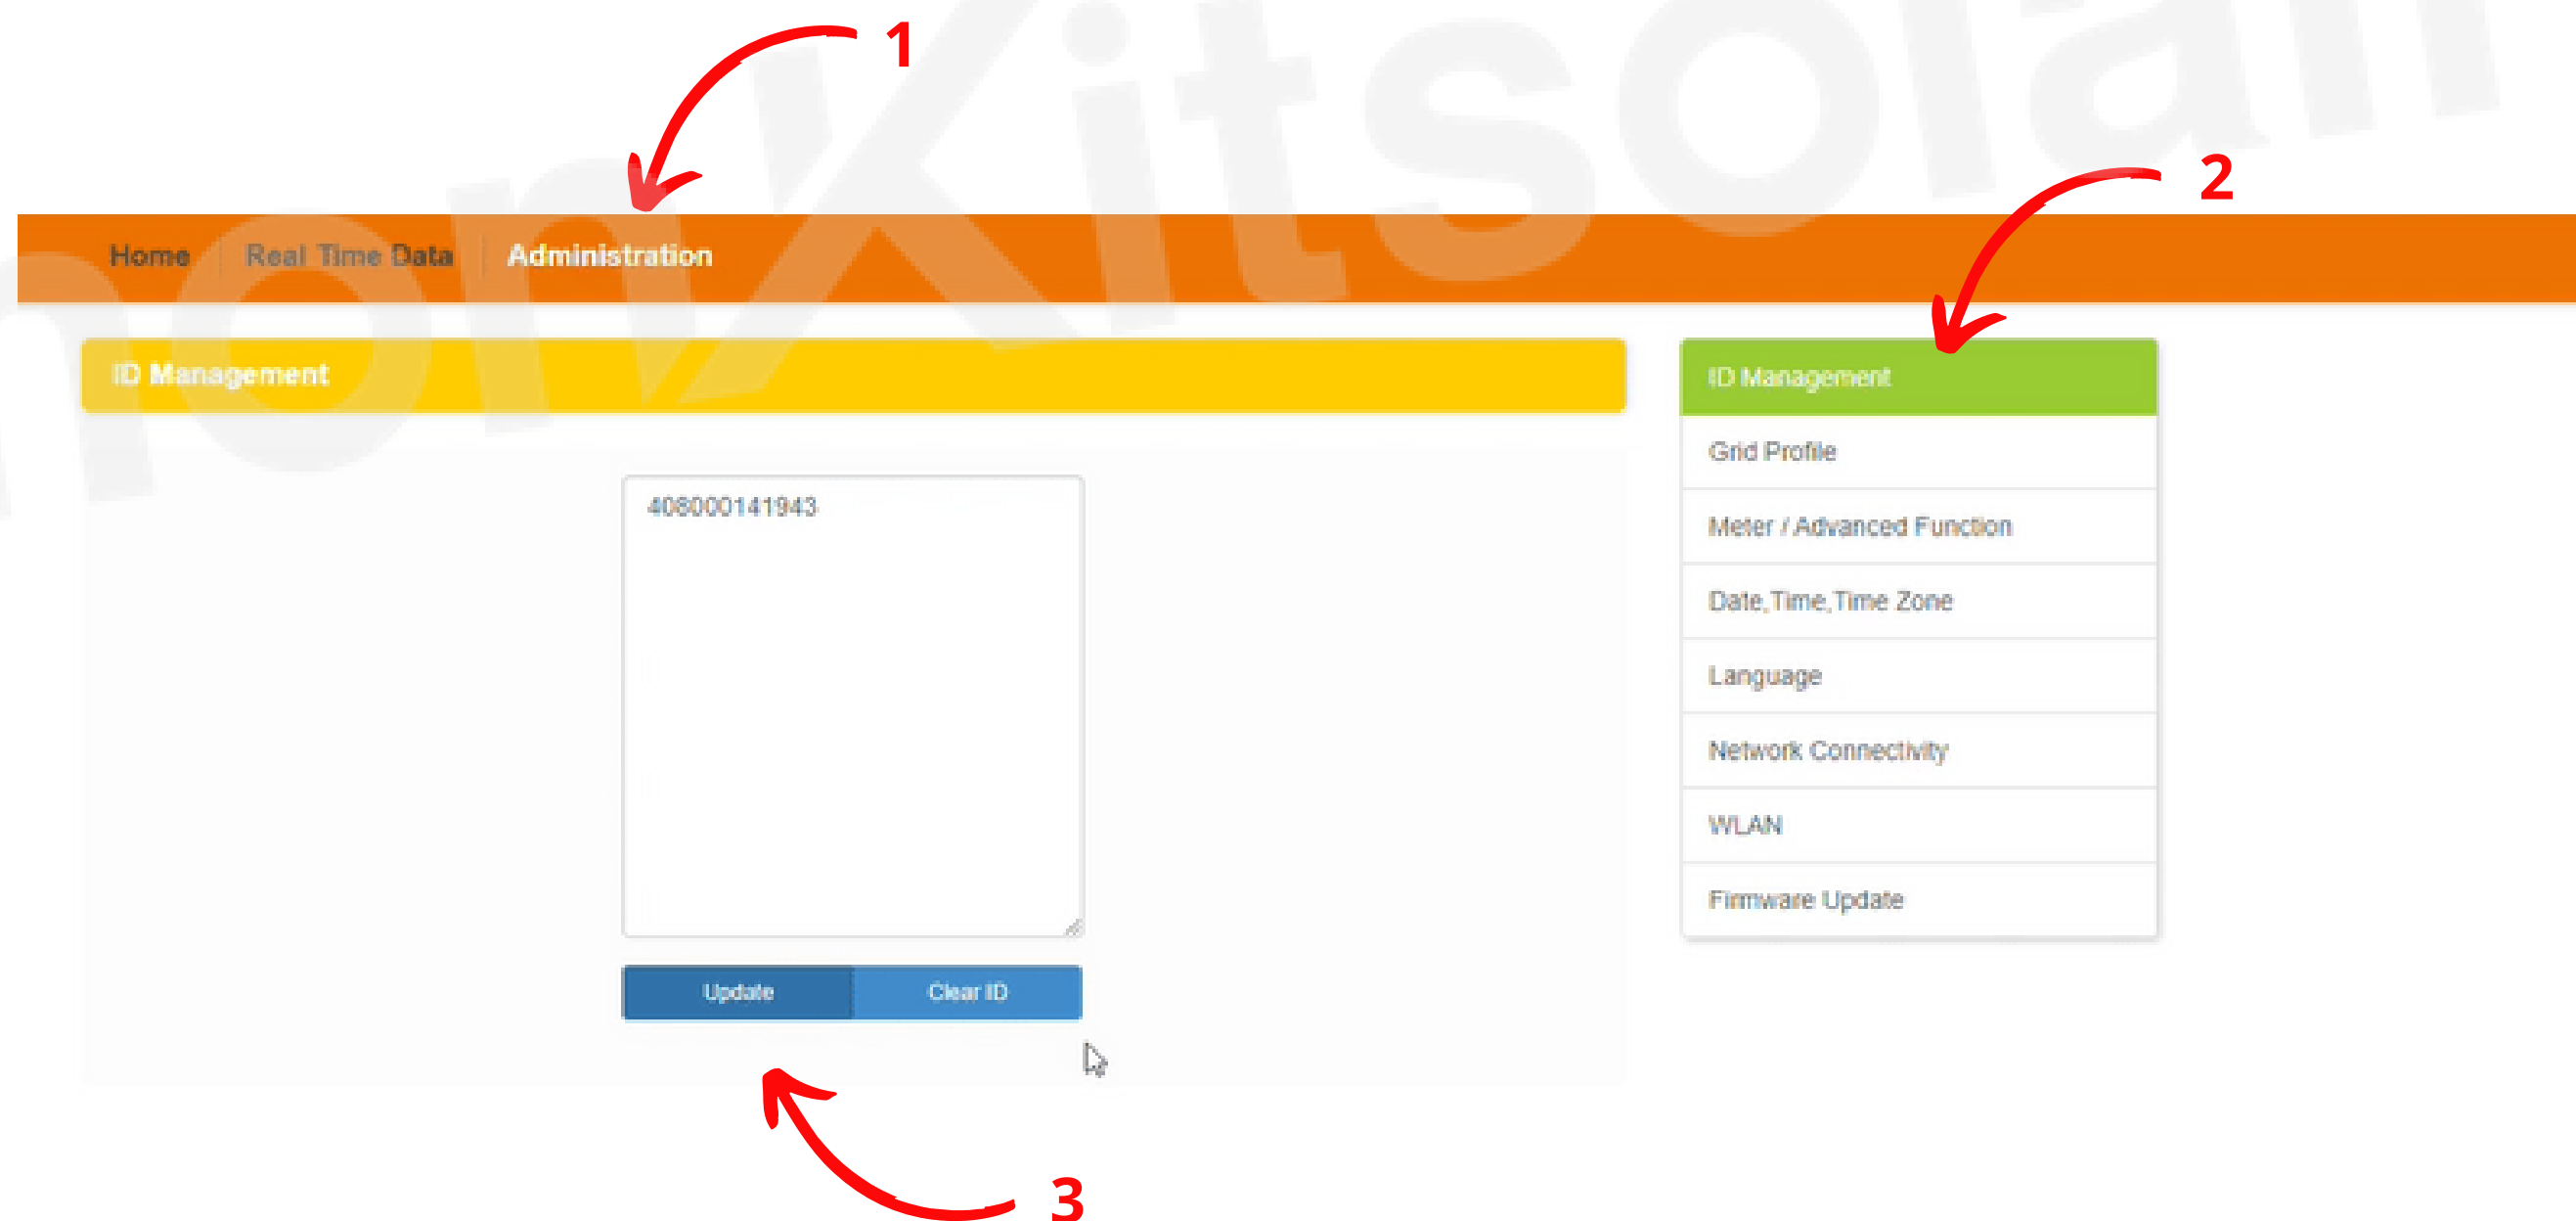 1
2
Home Real Time Data Administration
ID Management
ID Management
408000141943
Grid Profile
Meter / Advanced Function
Date,Time,Time Zone
Language
Network Connectivity
WLAN
Firmware Update
Update Clear ID
3